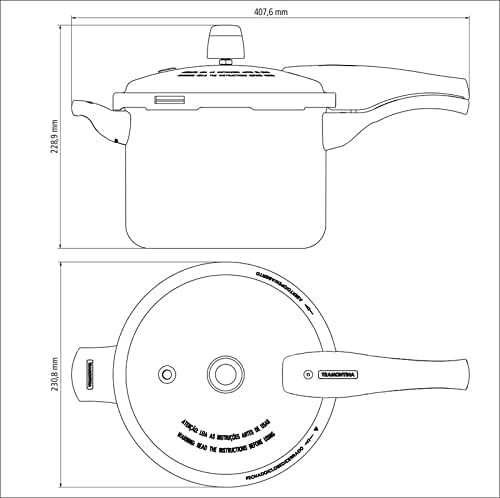 407,6 mm
228,9 mm
230,8 mm
ABERTO/OPEN/ABIERTO
TRAMONTINA
TRAMONTINA
ATENÇÃO: LEIA AS INSTRUÇÕES ANTES DE USAR
WARNING: READ THE INSTRUCTIONS BEFORE USING
FECHADO/CLOSED/CERRADO